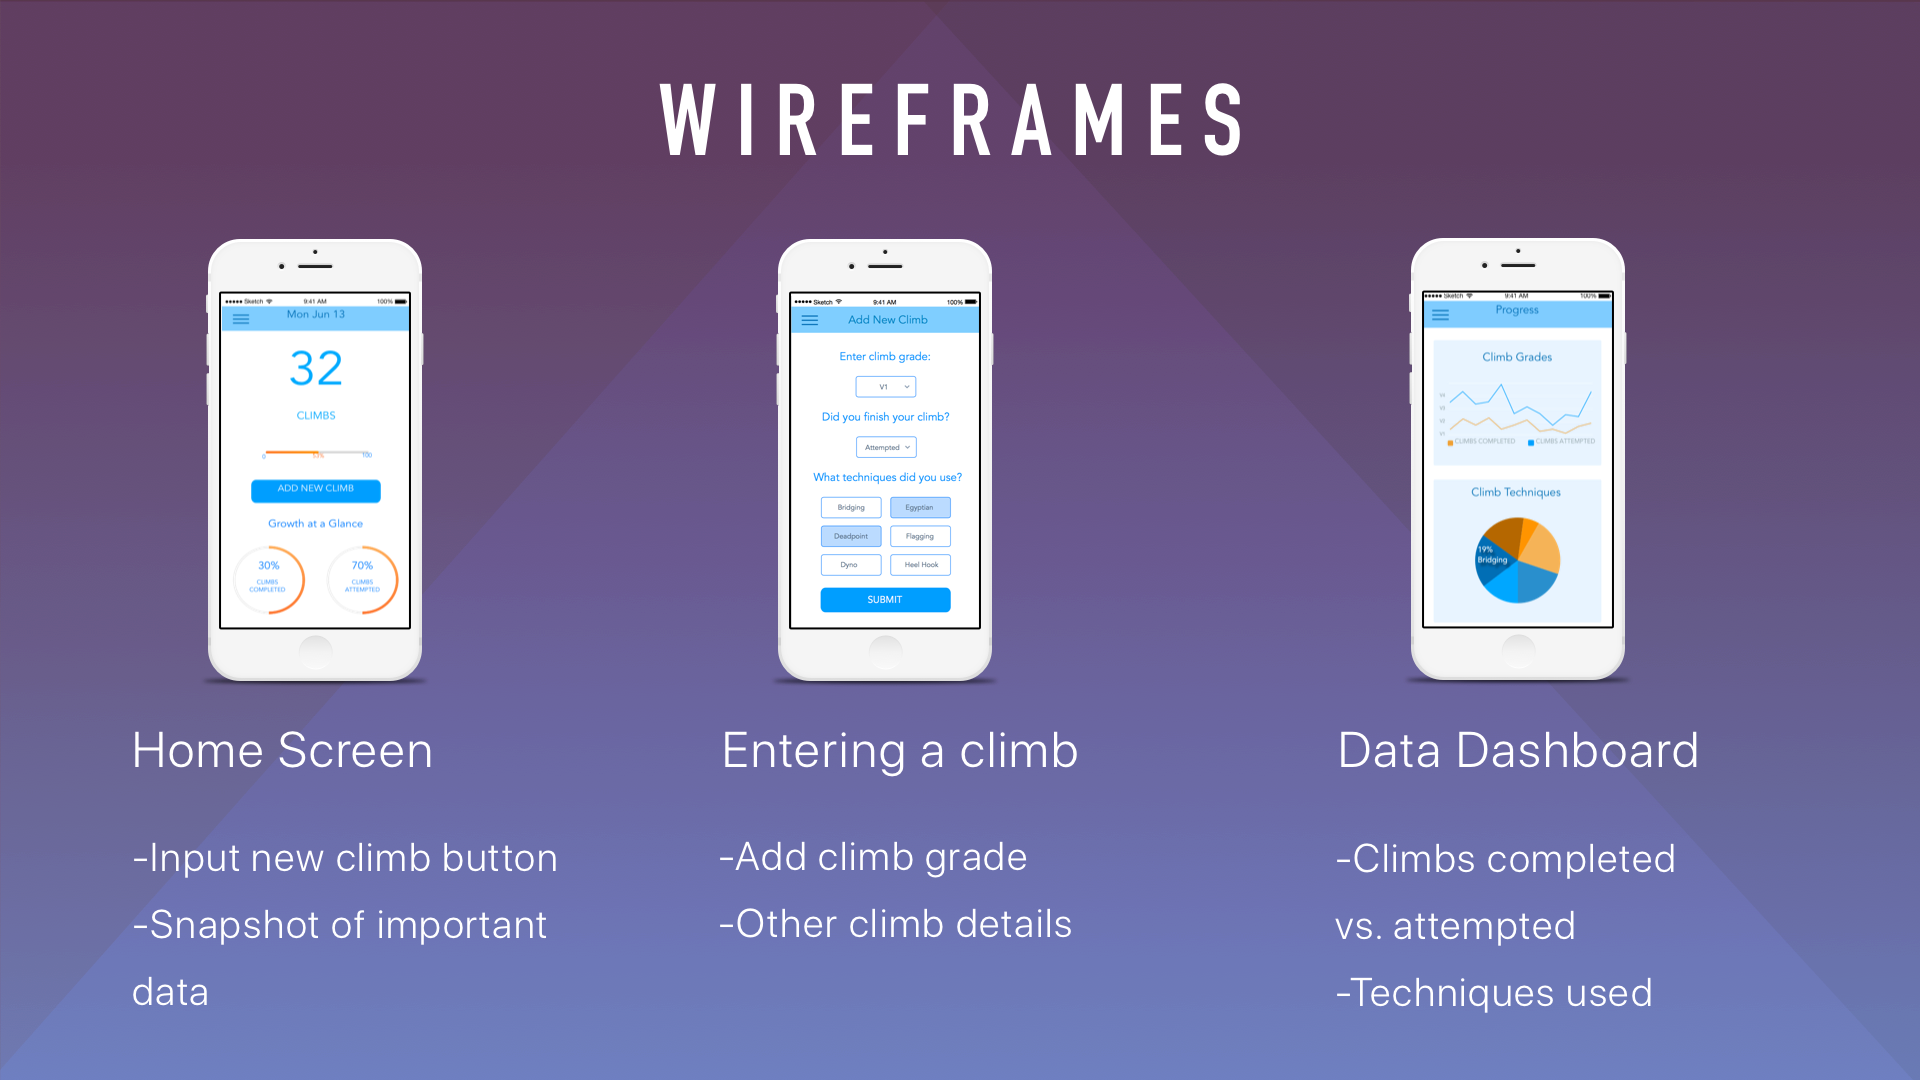 WIREFRAMES
Sketch 9:41 AM 100%
Mon Jun 13
32
CLIMBS
0 100
ADD NEW CLIMB
Growth at a Glance
30% 70%
CLIMBS CLIMBS
COMPLETED ATTEMPTED
Sketch 9:41 AM 100%
Add New Climb
Enter climb grade:
V1
Did you finish your climb?
Attempted
What techniques did you use?
Bridging Egyptian
Deadpoint Flagging
Dyno Heel Hook
SUBMIT
Sketch 9:41 AM 100%
Progress
Climb Grades
CLIMBS COMPLETED CLIMBS ATTEMPTED
Climb Techniques
19%
Bridging
Home Screen
-Input new climb button
-Snapshot of important
data
Entering a climb
-Add climb grade
-Other climb details
Data Dashboard
-Climbs completed
vs. attempted
-Techniques used